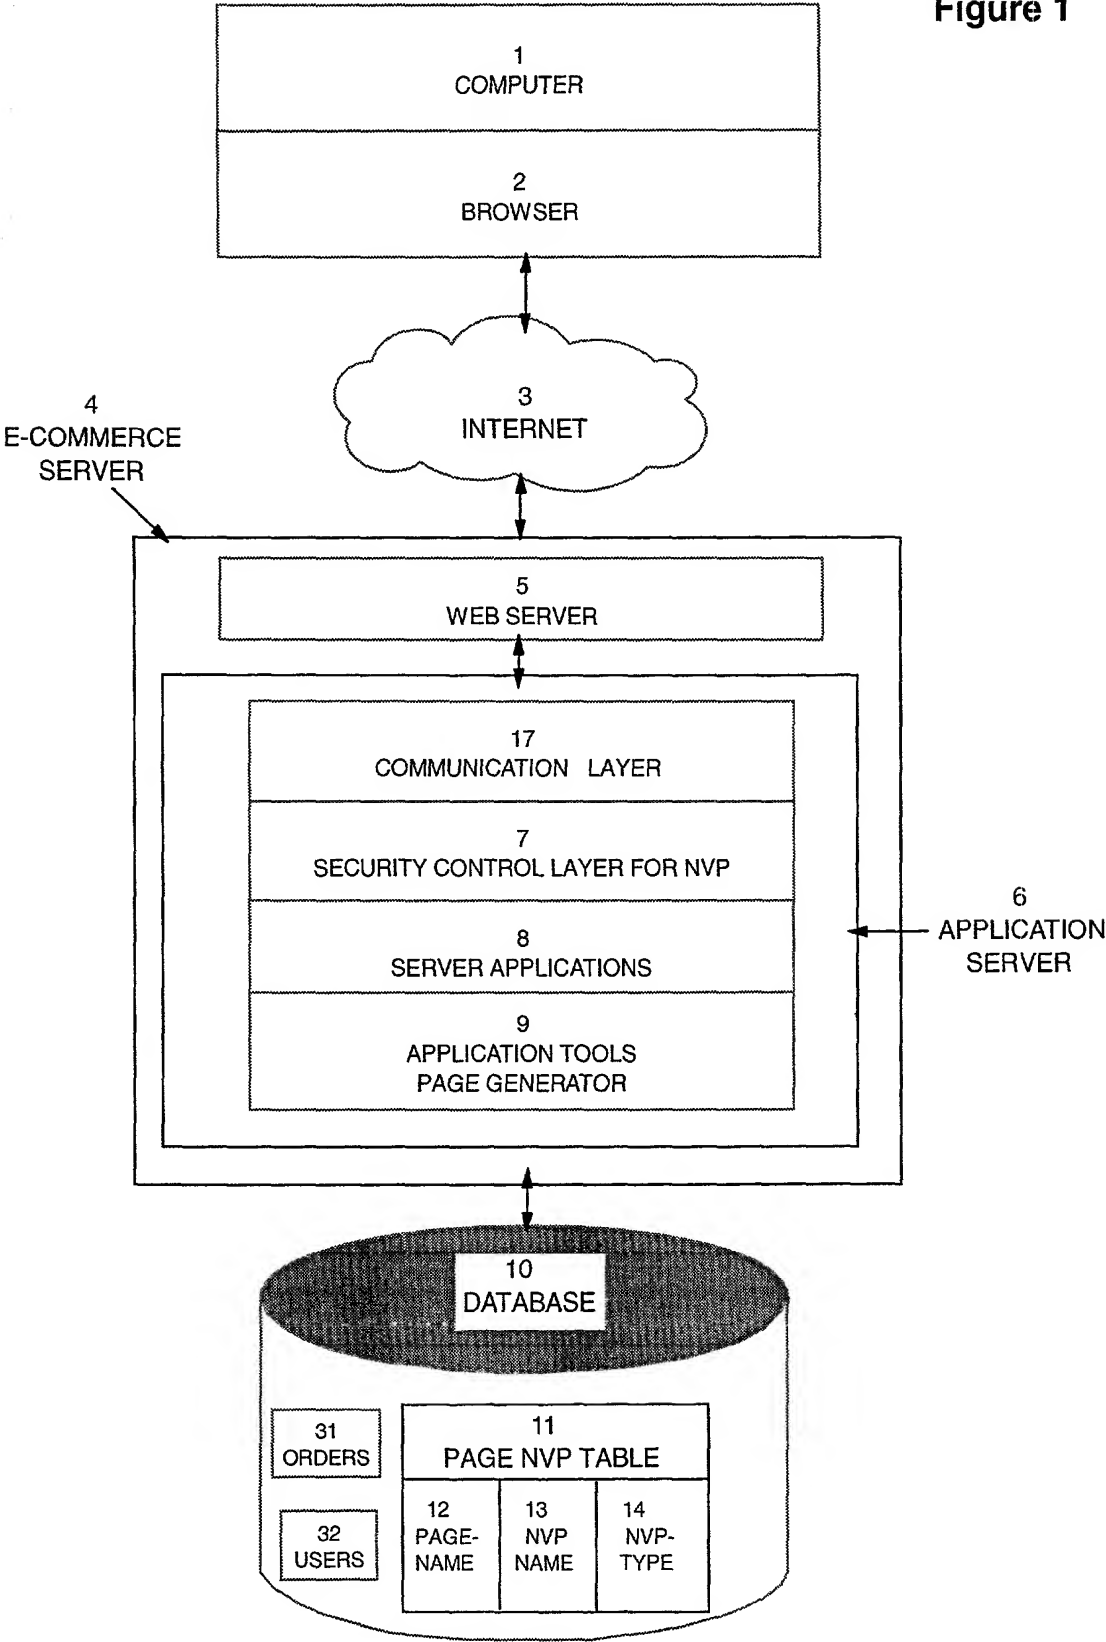 Figure 1
1
COMPUTER
2
BROWSER
3
INTERNET
4
E-COMMERCE
SERVER
5
WEB SERVER
17
COMMUNICATION LAYER
7
SECURITY CONTROL LAYER FOR NVP
6
APPLICATION
SERVER
8
SERVER APPLICATIONS
9
APPLICATION TOOLS
PAGE GENERATOR
10
DATABASE
31
ORDERS
11
PAGE NVP TABLE
32
USERS
12
PAGE-
NAME
13
NVP
NAME
14
NVP-
TYPE